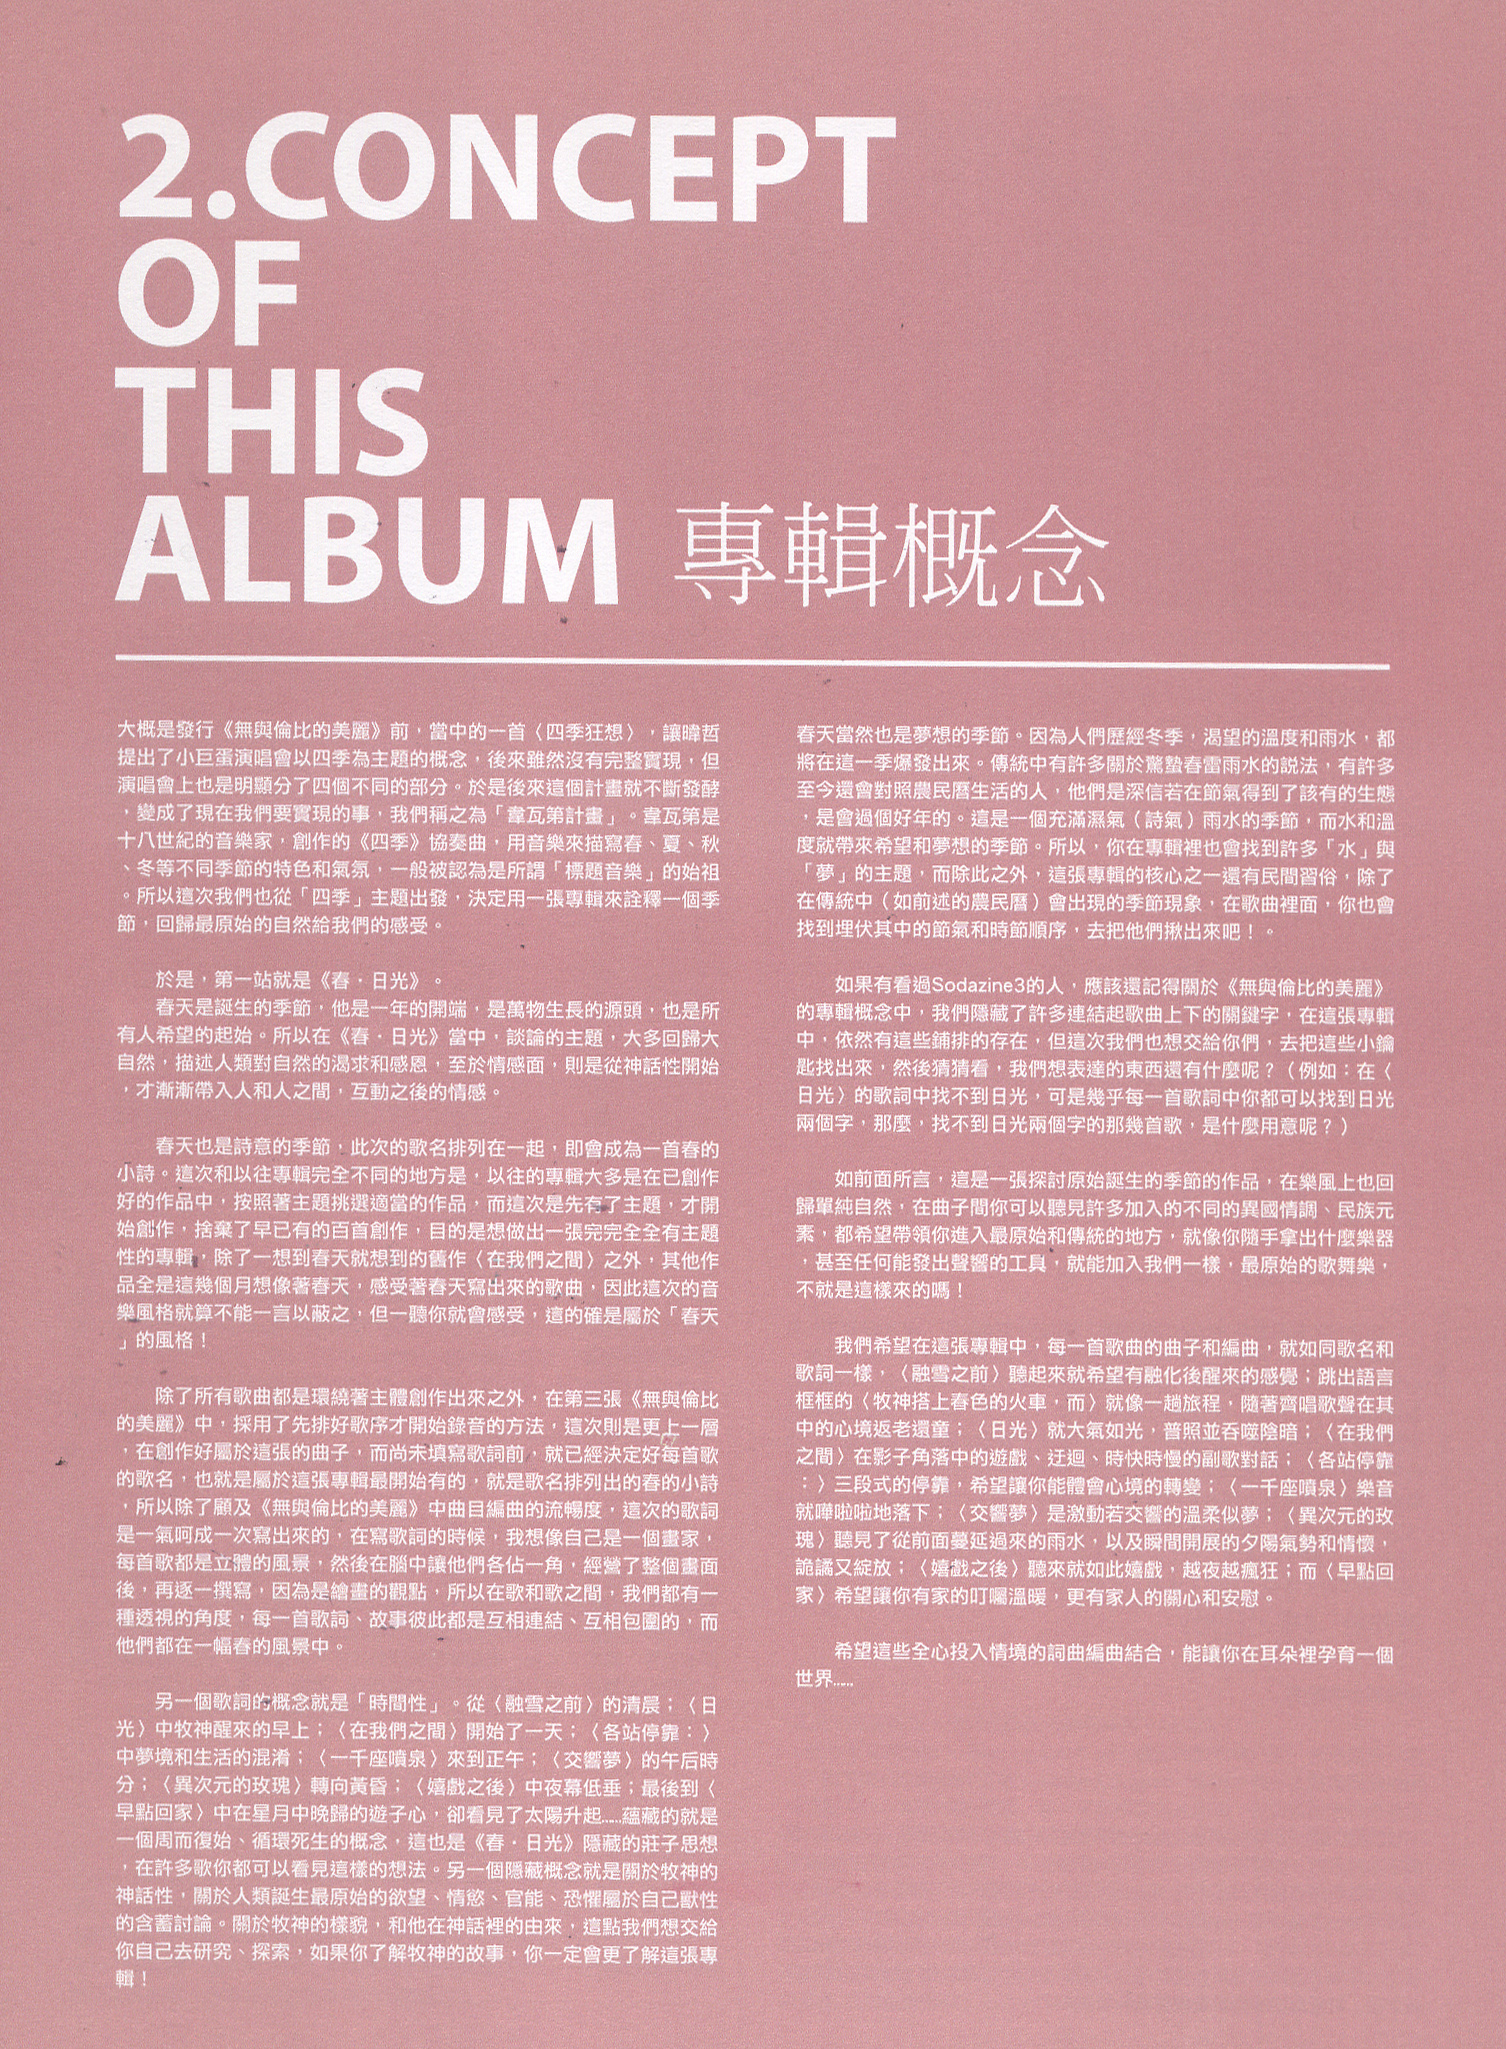 2.CONCEPT
OF
THIS
ALBUM 專輯概念
大概是發行《無與倫比的美麗》前，當中的一首〈四季狂想〉，讓暐哲
提出了小巨蛋演唱會以四季為主題的概念，後來雖然沒有完整實現，但
演唱會上也是明顯分了四個不同的部分。於是後來這個計畫就不斷發酵
，變成了現在我們要實現的事，我們稱之為「韋瓦第計畫」。韋瓦第是
十八世紀的音樂家，創作的《四季》協奏曲，用音樂來描寫春、夏、秋
、冬等不同季節的特色和氣氛，一般被認為是所謂「標題音樂」的始祖
。所以這次我們也從「四季」主題出發，決定用一張專輯來詮釋一個季
節，回歸最原始的自然給我們的感受。
於是，第一站就是《春．日光》。
春天是誕生的季節，他是一年的開端，是萬物生長的源頭，也是所
有人希望的起始。所以在《春．日光》當中，談論的主題，大多回歸大
自然，描述人類對自然的渴求和感恩，至於情感面，則是從神話性開始
，才漸漸帶入人和人之間，互動之後的情感。
春天也是詩意的季節，此次的歌名排列在一起，即會成為一首春的
小詩。這次和以往專輯完全不同的地方是，以往的專輯大多是在已創作
好的作品中，按照著主題挑選適當的作品，而這次是先有了主題，才開
始創作，捨棄了早已有的百首創作，目的是想做出一張完完全全有主題
性的專輯，除了一想到春天就想到的舊作〈在我們之間〉之外，其他作
品全是這幾個月想像著春天，感受著春天寫出來的歌曲，因此這次的音
樂風格就算不能一言以蔽之，但一聽你就會感受，這的確是屬於「春天
」的風格！
除了所有歌曲都是環繞著主體創作出來之外，在第三張《無與倫比
的美麗》中，採用了先排好歌序才開始錄音的方法，這次則是更上一層
，在創作好屬於這張的曲子，而尚未填寫歌詞前，就已經決定好每首歌
的歌名，也就是屬於這張專輯最開始有的，就是歌名排列出的春的小詩
，所以除了顧及《無與倫比的美麗》中曲目編曲的流暢度，這次的歌詞
是一氣呵成一次寫出來的，在寫歌詞的時候，我想像自己是一個畫家，
每首歌都是立體的風景，然後在腦中讓他們各佔一角，經營了整個畫面
後，再逐一撰寫，因為是繪畫的觀點，所以在歌和歌之間，我們都有一
種透視的角度，每一首歌詞、故事彼此都是互相連結、互相包圍的，而
他們都在一幅春的風景中。
另一個歌詞的概念就是「時間性」。從〈融雪之前〉的清晨；〈日
光〉中牧神醒來的早上；〈在我們之間〉開始了一天；〈各站停靠：〉
中夢境和生活的混淆；〈一千座噴泉〉來到正午；〈交響夢〉的午后時
分；〈異次元的玫瑰〉轉向黃昏；〈嬉戲之後〉中夜幕低垂；最後到〈
早點回家〉中在星月中晚歸的遊子心，卻看見了太陽升起……蘊藏的就是
一個周而復始、循環死生的概念，這也是《春．日光》隱藏的莊子思想
，在許多歌你都可以看見這樣的想法。另一個隱藏概念就是關於牧神的
神話性，關於人類誕生最原始的欲望、情慾、官能、恐懼屬於自己獸性
的含蓄討論。關於牧神的樣貌，和他在神話裡的由來，這點我們想交給
你自己去研究、探索，如果你了解牧神的故事，你一定會更了解這張專
輯！
春天當然也是夢想的季節。因為人們歷經冬季，渴望的溫度和雨水，都
將在這一季爆發出來。傳統中有許多關於驚蟄春雷雨水的說法，有許多
至今還會對照農民曆生活的人，他們是深信若在節氣得到了該有的生態
，是會過個好年的。這是一個充滿濕氣（詩氣）雨水的季節，而水和溫
度就帶來希望和夢想的季節。所以，你在專輯裡也會找到許多「水」與
「夢」的主題，而除此之外，這張專輯的核心之一還有民間習俗，除了
在傳統中（如前述的農民曆）會出現的季節現象，在歌曲裡面，你也會
找到埋伏其中的節氣和時節順序，去把他們揪出來吧！。
如果有看過Sodazine3的人，應該還記得關於《無與倫比的美麗》
的專輯概念中，我們隱藏了許多連結起歌曲上下的關鍵字，在這張專輯
中，依然有這些鋪排的存在，但這次我們也想交給你們，去把這些小鑰
匙找出來，然後猜猜看，我們想表達的東西還有什麼呢？（例如：在〈
日光〉的歌詞中找不到日光，可是幾乎每一首歌詞中你都可以找到日光
兩個字，那麼，找不到日光兩個字的那幾首歌，是什麼用意呢？）
如前面所言，這是一張探討原始誕生的季節的作品，在樂風上也回
歸單純自然，在曲子間你可以聽見許多加入的不同的異國情調、民族元
素，都希望帶領你進入最原始和傳統的地方，就像你隨手拿出什麼樂器
，甚至任何能發出聲響的工具，就能加入我們一樣，最原始的歌舞樂，
不就是這樣來的嗎！
我們希望在這張專輯中，每一首歌曲的曲子和編曲，就如同歌名和
歌詞一樣，〈融雪之前〉聽起來就希望有融化後醒來的感覺；跳出語言
框框的〈牧神搭上春色的火車，而〉就像一趟旅程，隨著齊唱歌聲在其
中的心境返老還童；〈日光〉就大氣如光，普照並吞噬陰暗；〈在我們
之間〉在影子角落中的遊戲、迂迴、時快時慢的副歌對話；〈各站停靠
：〉三段式的停靠，希望讓你能體會心境的轉變；〈一千座噴泉〉樂音
就嘩啦啦地落下；〈交響夢〉是激動若交響的溫柔似夢；〈異次元的玫
瑰〉聽見了從前面蔓延過來的雨水，以及瞬間開展的夕陽氣勢和情懷，
詭譎又綻放；〈嬉戲之後〉聽來就如此嬉戲，越夜越瘋狂；而〈早點回
家〉希望讓你有家的叮囑溫暖，更有家人的關心和安慰。
希望這些全心投入情境的詞曲編曲結合，能讓你在耳朵裡孕育一個
世界……